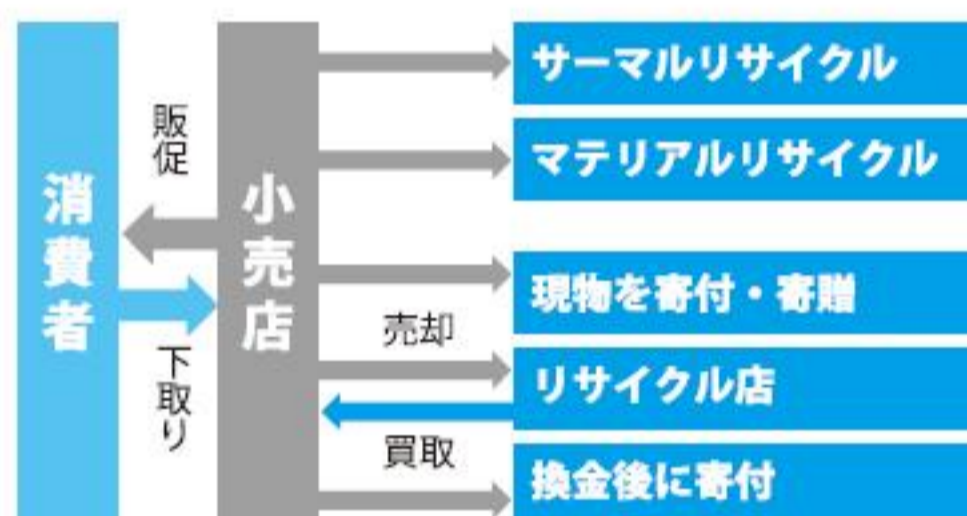 消費者
販促
下取り
小売店
サーマルリサイクル
マテリアルリサイクル
現物を寄付・寄贈
売却
リサイクル店
買取
換金後に寄付